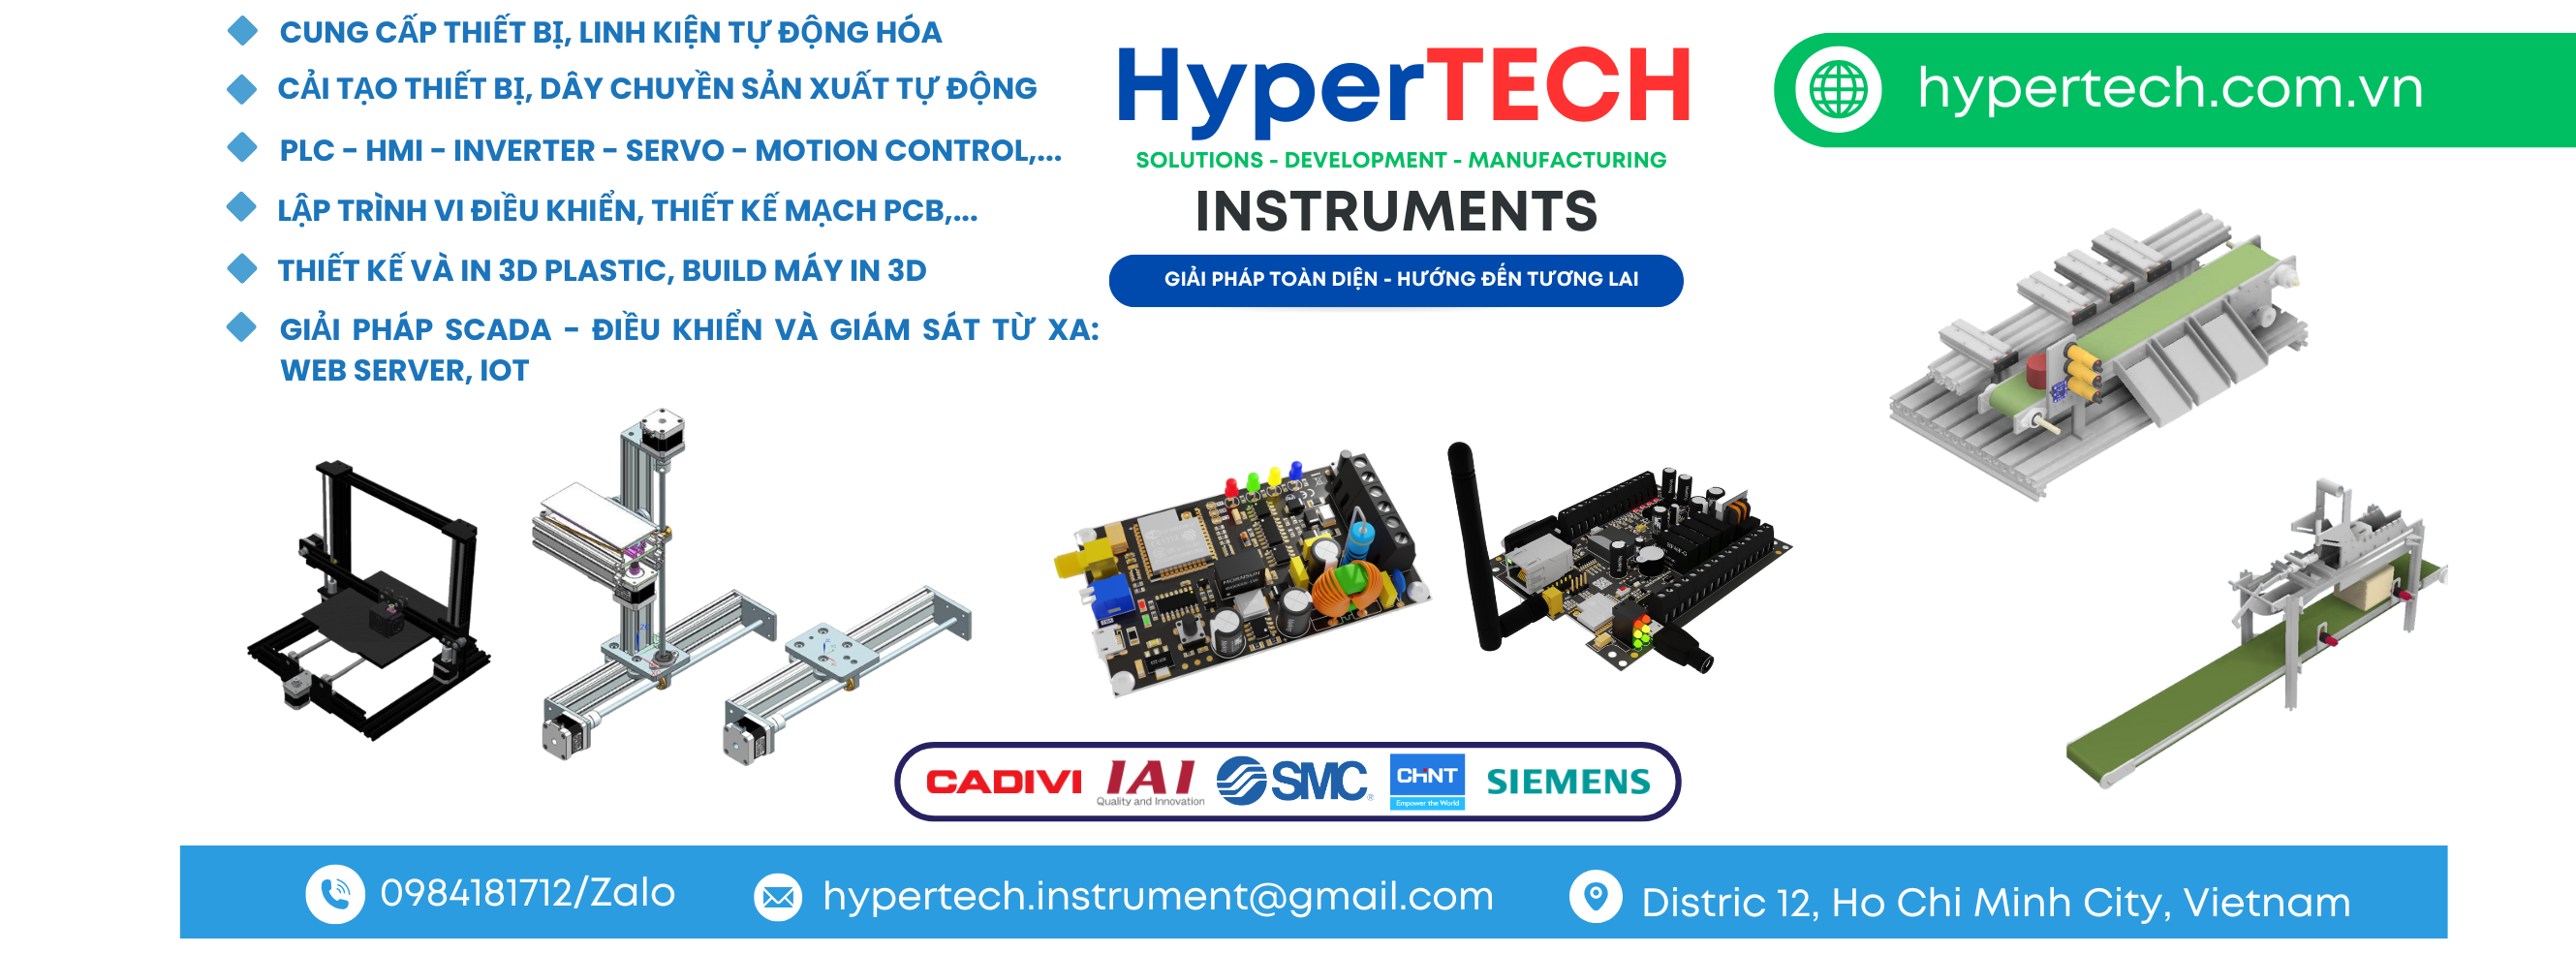 CUNG CẤP THIẾT BỊ, LINH KIỆN TỰ ĐỘNG HÓA
CẢI TẠO THIẾT BỊ, DÂY CHUYỀN SẢN XUẤT TỰ ĐỘNG
PLC - HMI - INVERTER - SERVO - MOTION CONTROL,...
LẬP TRÌNH VI ĐIỀU KHIỂN, THIẾT KẾ MẠCH PCB,...
THIẾT KẾ VÀ IN 3D PLASTIC, BUILD MÁY IN 3D
GIẢI PHÁP SCADA - ĐIỀU KHIỂN VÀ GIÁM SÁT TỪ XA:
WEB SERVER, IOT
HyperTECH
SOLUTIONS - DEVELOPMENT - MANUFACTURING
INSTRUMENTS
GIẢI PHÁP TOÀN DIỆN - HƯỚNG ĐẾN TƯƠNG LAI
hypertech.com.vn
HORNSUN
CADIVI
IAI
Quality and Innovation
SMC®
CHNT
Empower the World
SIEMENS
0984181712/Zalo
hypertech.instrument@gmail.com
Distric 12, Ho Chi Minh City, Vietnam